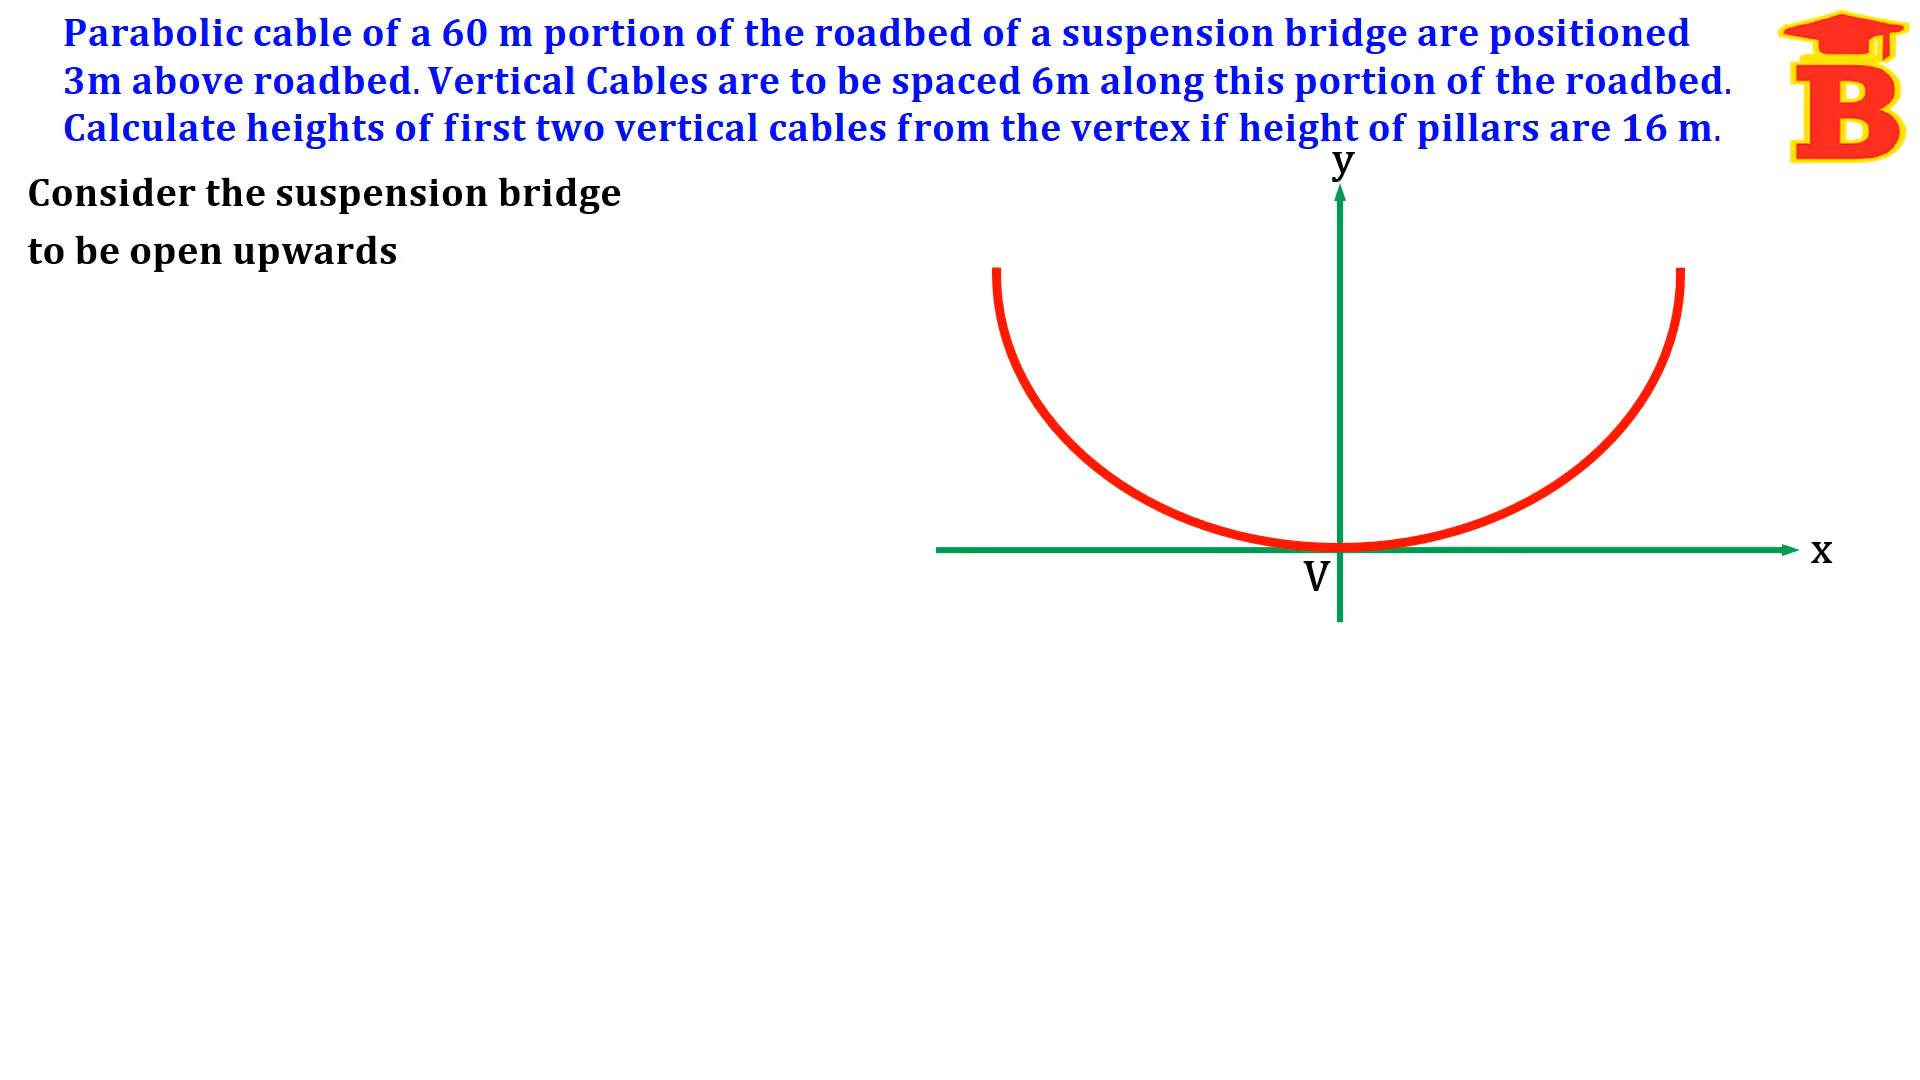 Parabolic cable of a 60 m portion of the roadbed of a suspension bridge are positioned
3m above roadbed. Vertical Cables are to be spaced 6m along this portion of the roadbed.
Calculate heights of first two vertical cables from the vertex if height of pillars are 16 m.
B
y
Consider the suspension bridge
to be open upwards
x
V